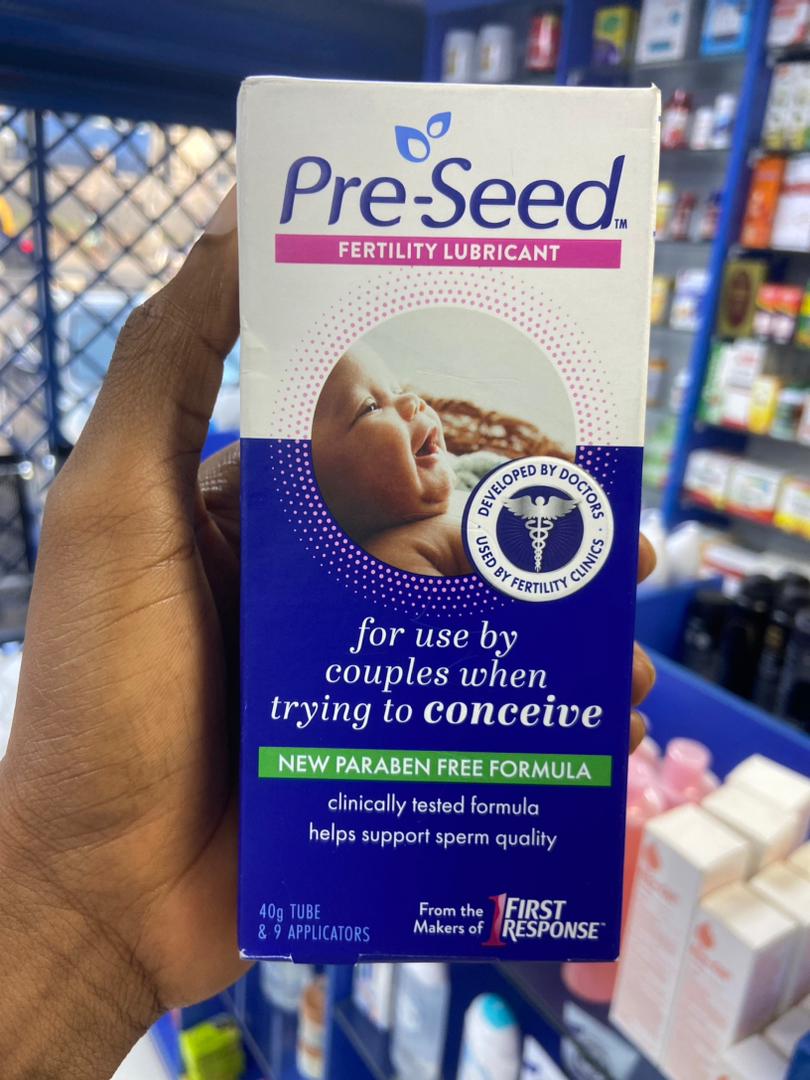 Pre-Seed™
FERTILITY LUBRICANT
DEVELOPED BY DOCTORS
USED BY FERTILITY CLINICS
for use by
couples when
trying to conceive
NEW PARABEN FREE FORMULA
clinically tested formula
helps support sperm quality
40g TUBE
& 9 APPLICATORS
From the
Makers of
1 FIRST
RESPONSE™